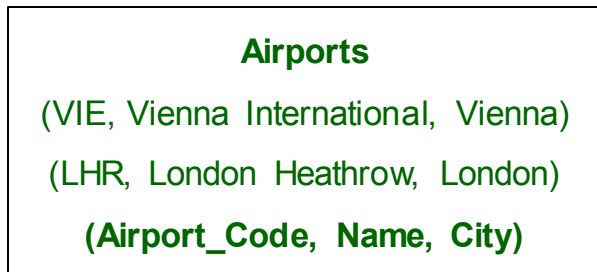 Airports
(VIE, Vienna International, Vienna)
(LHR, London Heathrow, London)
(Airport_Code, Name, City)